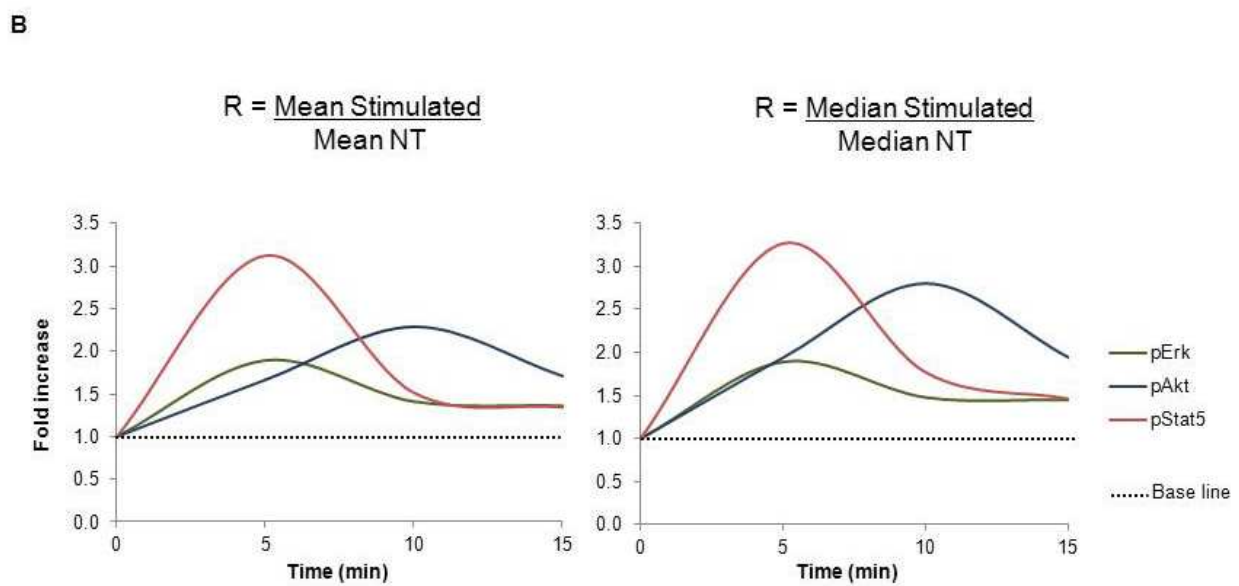 B
R = Mean Stimulated
Mean NT
R = Median Stimulated
Median NT
Fold increase
3.5
3.0
2.5
2.0
1.5
1.0
0.5
0.0
0
5
10
15
Time (min)
3.5
3.0
2.5
2.0
1.5
1.0
0.5
0.0
0
5
10
15
Time (min)
pErk
pAkt
pStat5
Base line